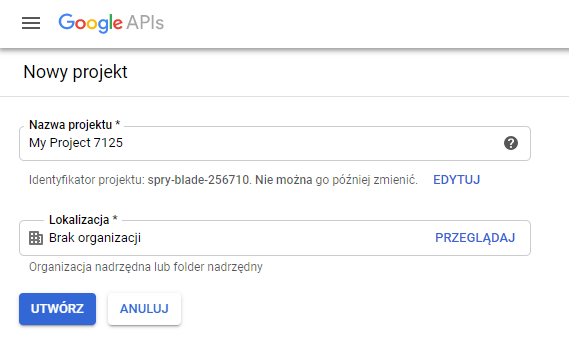 Google APIs
Nowy projekt
Nazwa projektu *
My Project 7125
Identyfikator projektu: spry-blade-256710. Nie można go później zmienić. EDYTUJ
Lokalizacja *
Brak organizacji PRZEGLĄDAJ
Organizacja nadrzędna lub folder nadrzędny
UTWÓRZ ANULUJ